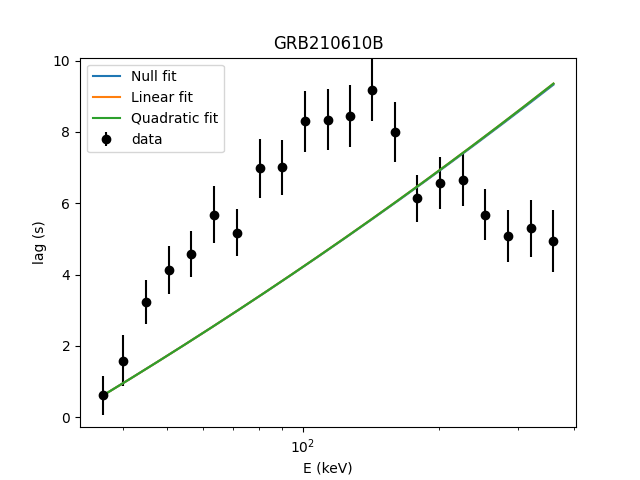 GRB210610B
10
8
6
4
2
0
lag (s)
Null fit
Linear fit
Quadratic fit
data
10²
E (keV)